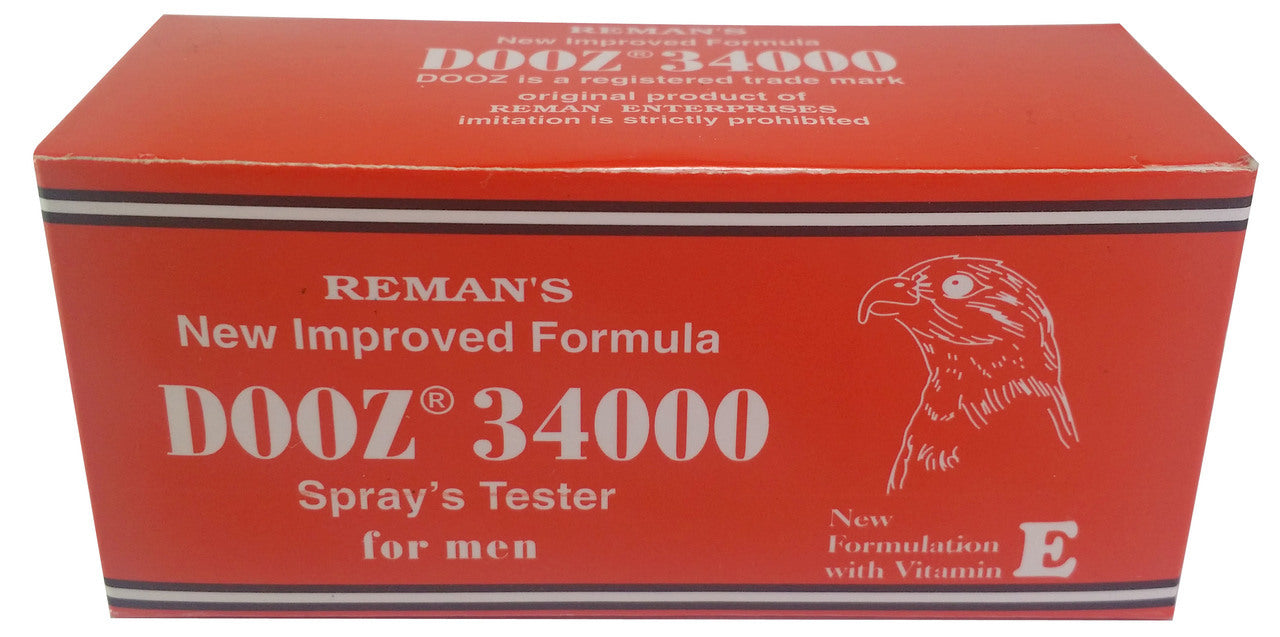 REMAN'S
New Improved Formula
DOOZ® 34000
DOOZ is a registered trade mark
original product of
REMAN ENTERPRISES
imitation is strictly prohibited
REMAN'S
New Improved Formula
DOOZ® 34000
Spray's Tester
for men
New
Formulation
with Vitamin E